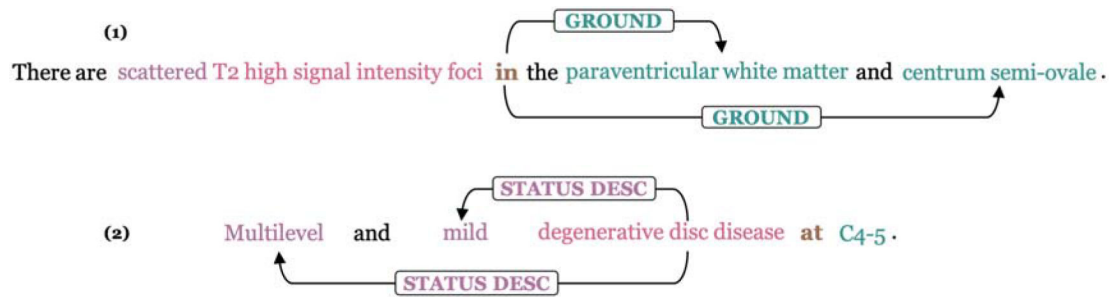 GROUND
(1)
There are scattered T2 high signal intensity foci in the paraventricular white matter and centrum semi-ovale.
GROUND
STATUS DESC
(2) Multilevel and mild degenerative disc disease at C4-5.
STATUS DESC